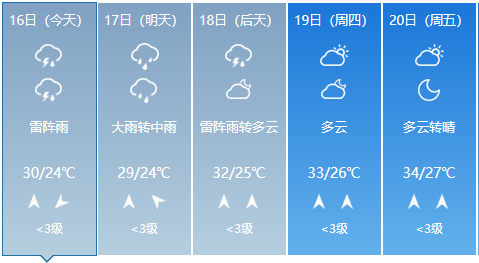 16日（今天）
雷阵雨
30/24℃
<3级
17日（明天）
大雨转中雨
29/24℃
<3级
18日（后天）
雷阵雨转多云
32/25℃
<3级
19日（周四）
多云
33/26℃
<3级
20日（周五）
多云转晴
34/27℃
<3级